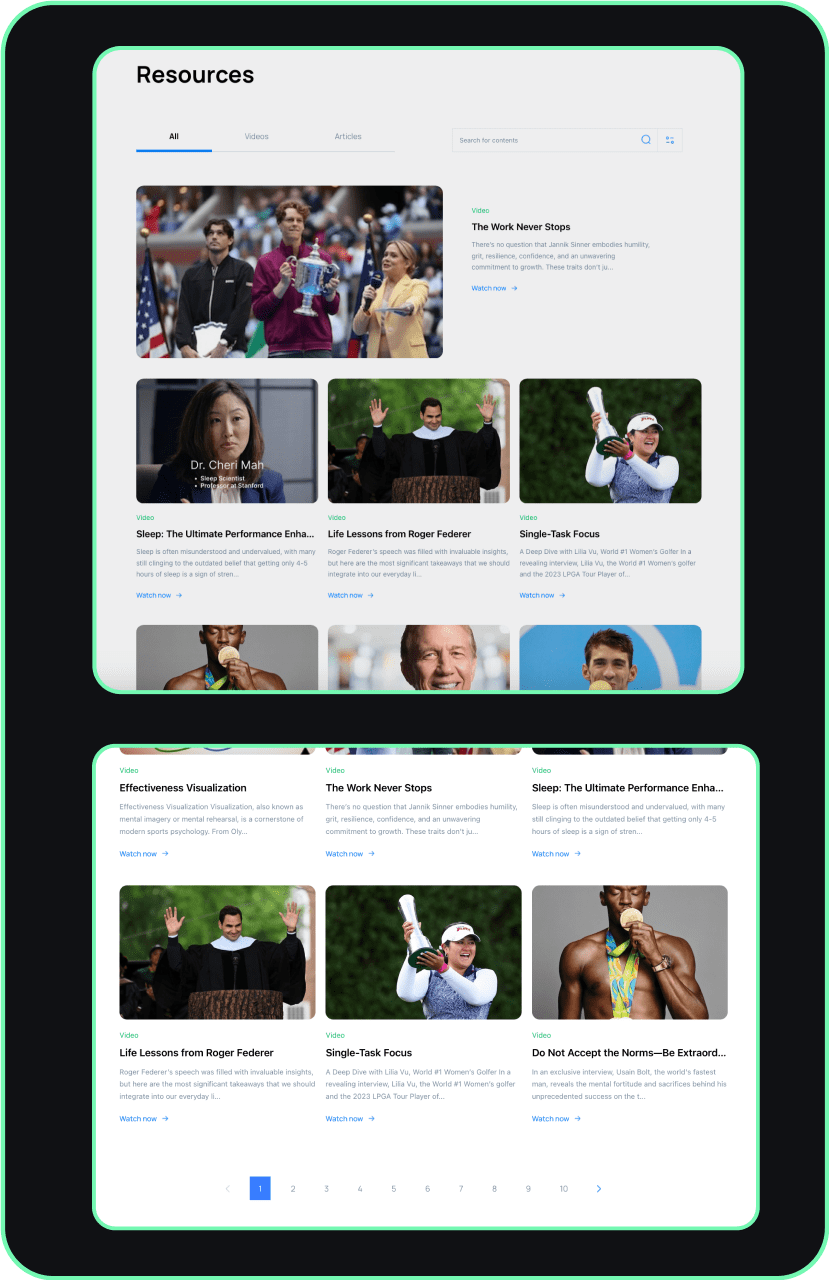 Resources
All Videos Articles Search for contents
Video
The Work Never Stops
There's no question that Jannik Sinner embodies humility,
grit, resilience, confidence, and an unwavering
commitment to growth. These traits don't ju...
Watch now →
Dr. Cheri Mah
• Sleep Scientist
• Professor at Stanford
Video
Sleep: The Ultimate Performance Enha...
Sleep is often misunderstood and undervalued, with many
still clinging to the outdated belief that getting only 4-5
hours of sleep is a sign of stren...
Watch now →
Video
Life Lessons from Roger Federer
Roger Federer's speech was filled with invaluable insights,
but here are the most significant takeaways that we should
integrate into our everyday li...
Watch now →
Video
Single-Task Focus
A Deep Dive with Lilia Vu, World #1 Women's Golfer In a
revealing interview, Lilia Vu, the World #1 Women's golfer
and the 2023 LPGA Tour Player of...
Watch now →
Video
Effectiveness Visualization
Effectiveness Visualization Visualization, also known as
mental imagery or mental rehearsal, is a cornerstone of
modern sports psychology. From Oly...
Watch now →
Video
The Work Never Stops
There's no question that Jannik Sinner embodies humility,
grit, resilience, confidence, and an unwavering
commitment to growth. These traits don't ju...
Watch now →
Video
Sleep: The Ultimate Performance Enha...
Sleep is often misunderstood and undervalued, with many
still clinging to the outdated belief that getting only 4-5
hours of sleep is a sign of stren...
Watch now →
Video
Life Lessons from Roger Federer
Roger Federer's speech was filled with invaluable insights,
but here are the most significant takeaways that we should
integrate into our everyday li...
Watch now →
Video
Single-Task Focus
A Deep Dive with Lilia Vu, World #1 Women's Golfer In a
revealing interview, Lilia Vu, the World #1 Women's golfer
and the 2023 LPGA Tour Player of...
Watch now →
Video
Do Not Accept the Norms—Be Extraord...
In an exclusive interview, Usain Bolt, the world's fastest
man, reveals the mental fortitude and sacrifices behind his
unprecedented success on the t...
Watch now →
1 2 3 4 5 6 7 8 9 10